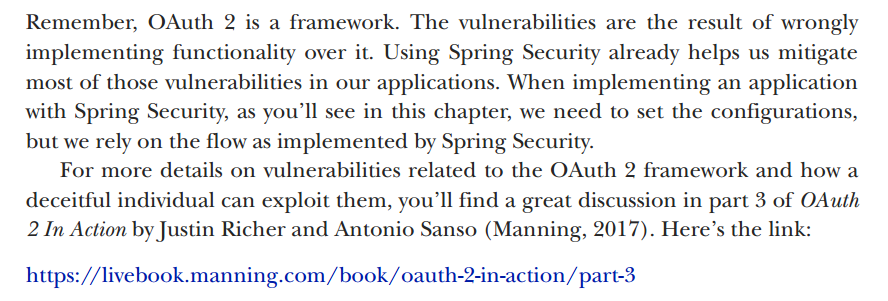 Remember, OAuth 2 is a framework. The vulnerabilities are the result of wrongly
implementing functionality over it. Using Spring Security already helps us mitigate
most of those vulnerabilities in our applications. When implementing an application
with Spring Security, as you’ll see in this chapter, we need to set the configurations,
but we rely on the flow as implemented by Spring Security.
For more details on vulnerabilities related to the OAuth 2 framework and how a
deceitful individual can exploit them, you’ll find a great discussion in part 3 of OAuth
2 In Action by Justin Richer and Antonio Sanso (Manning, 2017). Here’s the link:
https://livebook.manning.com/book/oauth-2-in-action/part-3